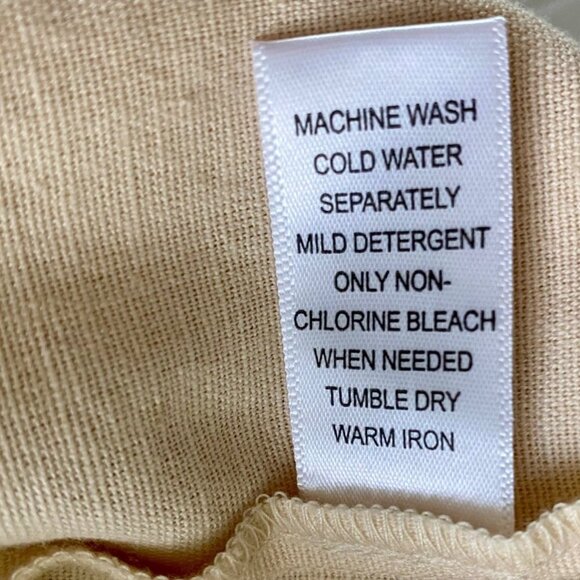 MACHINE WASH
COLD WATER
SEPARATELY
MILD DETERGENT
ONLY NON-
CHLORINE BLEACH
WHEN NEEDED
TUMBLE DRY
WARM IRON